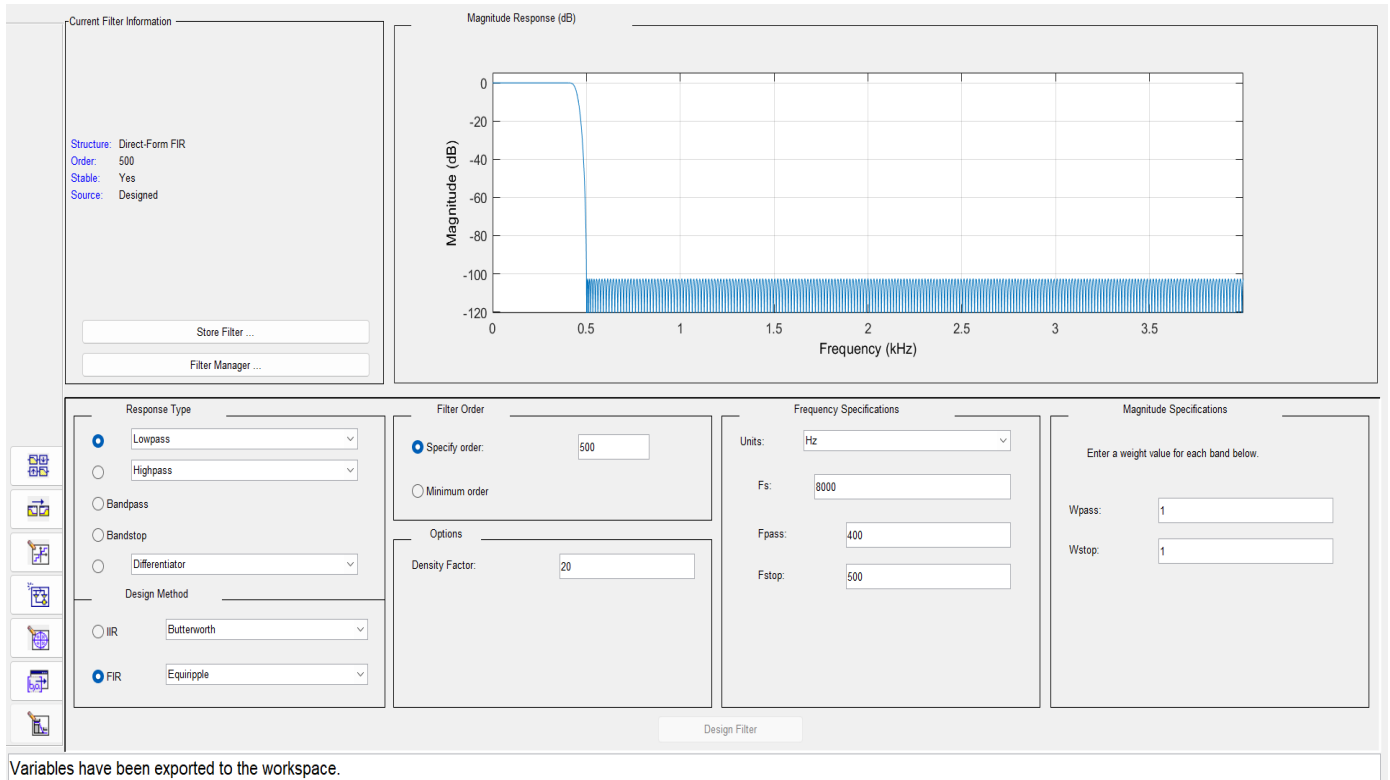 Current Filter Information
Structure: Direct-Form FIR
Order: 500
Stable: Yes
Source: Designed
Store Filter ...
Filter Manager ...
Magnitude Response (dB)
0
-20
-40
-60
-80
-100
-120
Magnitude (dB)
0 0.5 1 1.5 2 2.5 3 3.5
Frequency (kHz)
Response Type
Lowpass
Highpass
Bandpass
Bandstop
Differentiator
Design Method
IIR Butterworth
FIR Equiripple
Filter Order
Specify order: 500
Minimum order
Options
Density Factor: 20
Frequency Specifications
Units: Hz
Fs: 8000
Fpass: 400
Fstop: 500
Magnitude Specifications
Enter a weight value for each band below.
Wpass: 1
Wstop: 1
Design Filter
Variables have been exported to the workspace.